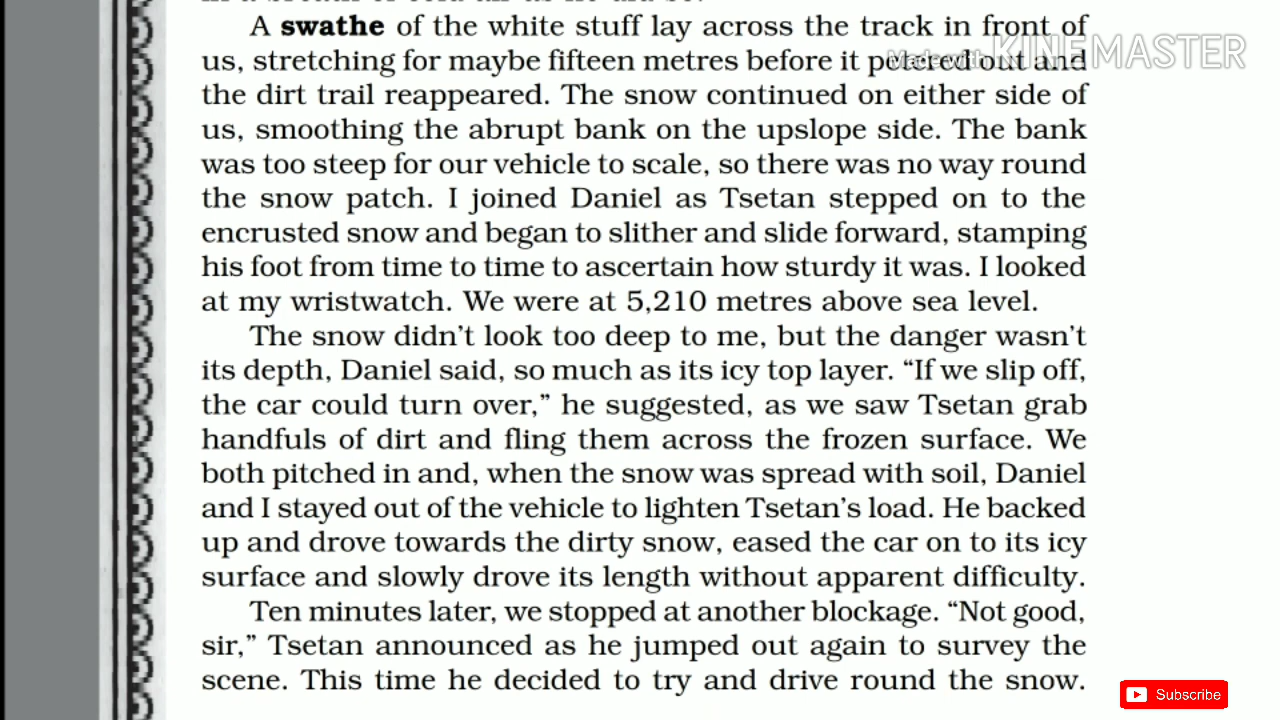 A swathe of the white stuff lay across the track in front of
us, stretching for maybe fifteen metres before it petered out and
Made with KINEMASTER
the dirt trail reappeared. The snow continued on either side of
us, smoothing the abrupt bank on the upslope side. The bank
was too steep for our vehicle to scale, so there was no way round
the snow patch. I joined Daniel as Tsetan stepped on to the
encrusted snow and began to slither and slide forward, stamping
his foot from time to time to ascertain how sturdy it was. I looked
at my wristwatch. We were at 5,210 metres above sea level.
The snow didn’t look too deep to me, but the danger wasn’t
its depth, Daniel said, so much as its icy top layer. “If we slip off,
the car could turn over,” he suggested, as we saw Tsetan grab
handfuls of dirt and fling them across the frozen surface. We
both pitched in and, when the snow was spread with soil, Daniel
and I stayed out of the vehicle to lighten Tsetan’s load. He backed
up and drove towards the dirty snow, eased the car on to its icy
surface and slowly drove its length without apparent difficulty.
Ten minutes later, we stopped at another blockage. “Not good,
sir,” Tsetan announced as he jumped out again to survey the
scene. This time he decided to try and drive round the snow.
Subscribe